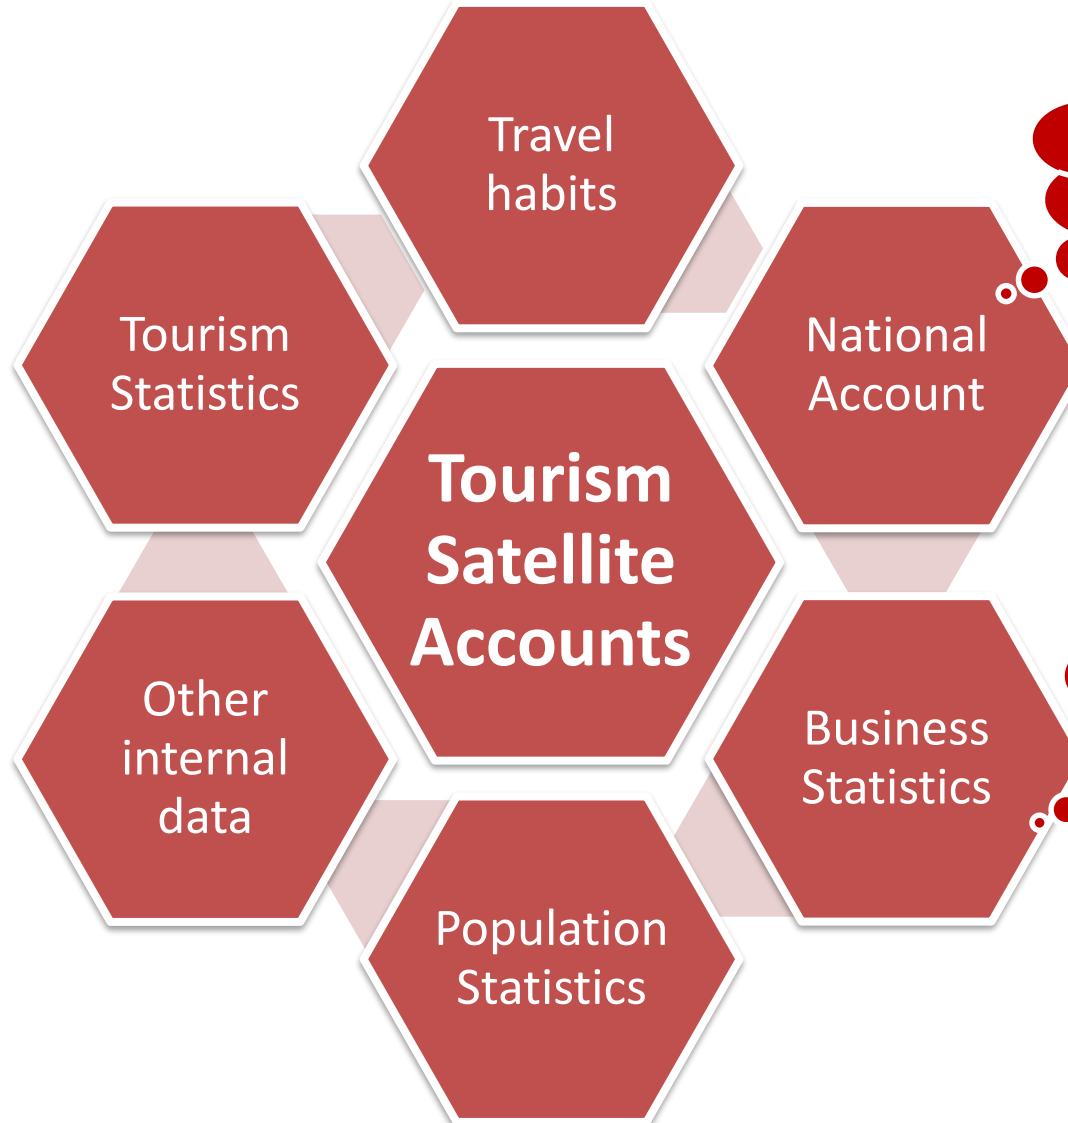 Travel
habits
National
Account
Business
Statistics
Population
Statistics
Other
internal
data
Tourism
Statistics
Tourism
Satellite
Accounts